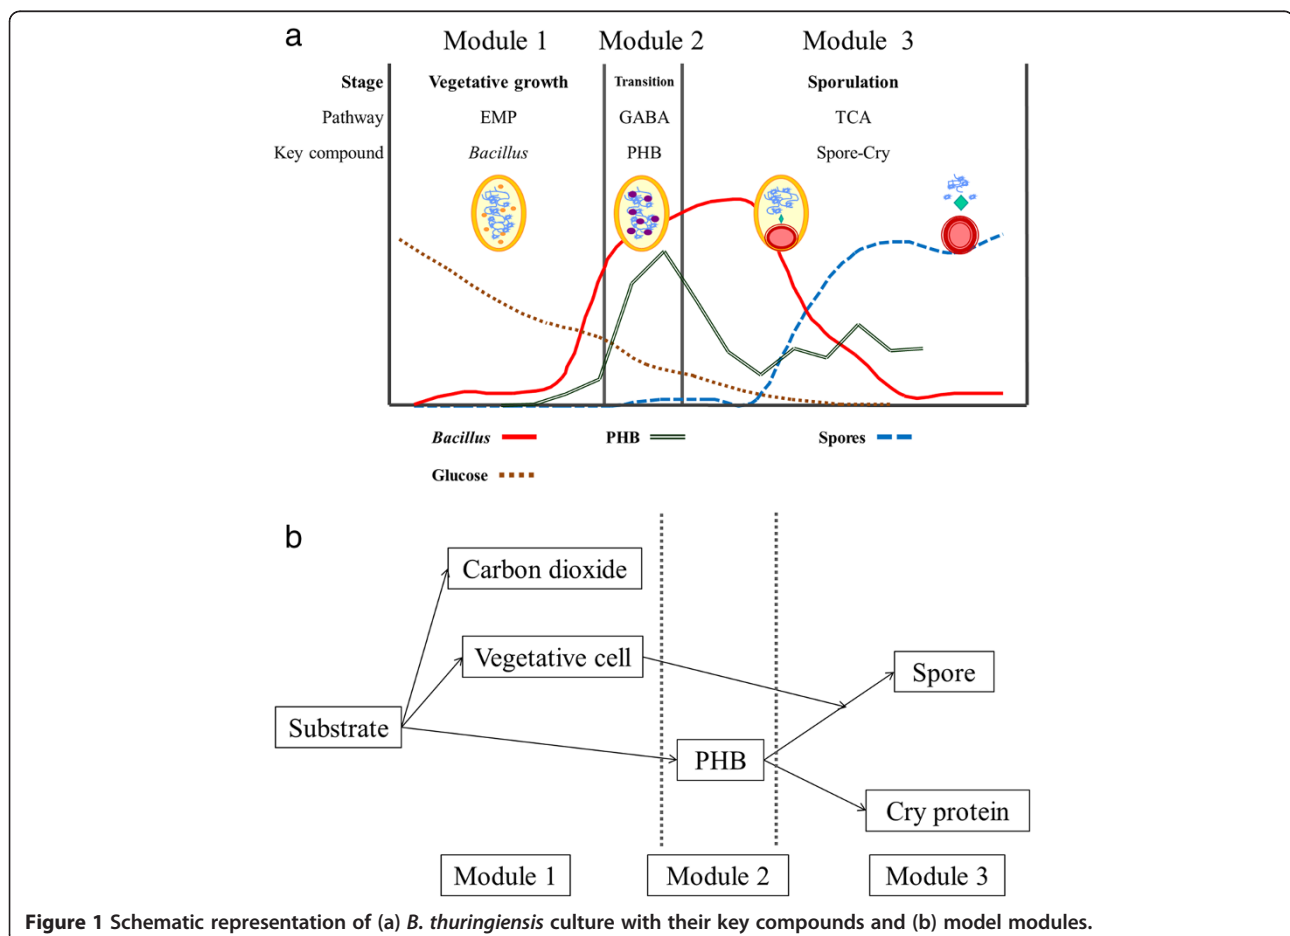 a
Module 1 Module 2 Module 3
Stage Vegetative growth Transition Sporulation
Pathway EMP GABA TCA
Key compound Bacillus PHB Spore-Cry
Bacillus PHB Spores
Glucose
b
Carbon dioxide
Vegetative cell
Spore
Substrate
PHB
Cry protein
Module 1 Module 2 Module 3
Figure 1 Schematic representation of (a) B. thuringiensis culture with their key compounds and (b) model modules.